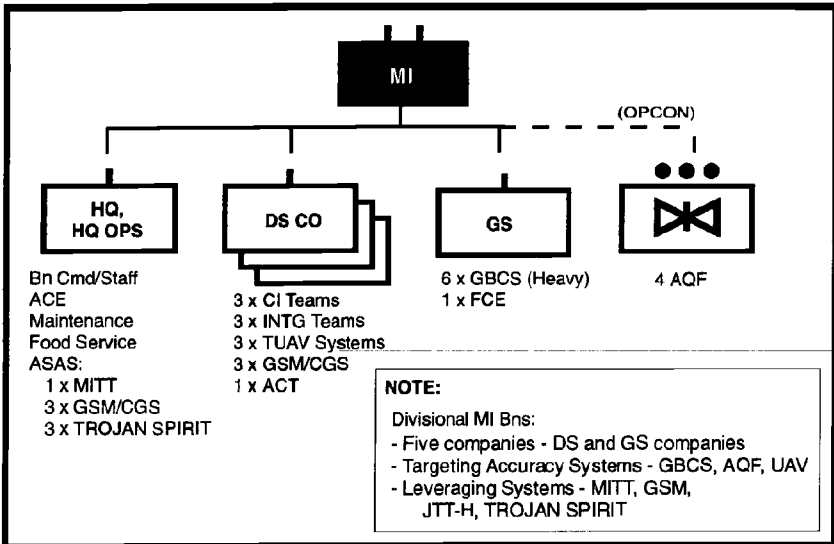 MI
(OPCON)
HQ,
HQ OPS
DS CO
GS
Bn Cmd/Staff
ACE
Maintenance
Food Service
ASAS:
1 x MITT
3 x GSM/CGS
3 x TROJAN SPIRIT
3 x CI Teams
3 x INTG Teams
3 x TUAV Systems
3 x GSM/CGS
1 x ACT
6 x GBCS (Heavy)
1 x FCE
4 AQF
NOTE:
Divisional MI Bns:
- Five companies - DS and GS companies
- Targeting Accuracy Systems - GBCS, AQF, UAV
- Leveraging Systems - MITT, GSM,
JTT-H, TROJAN SPIRIT